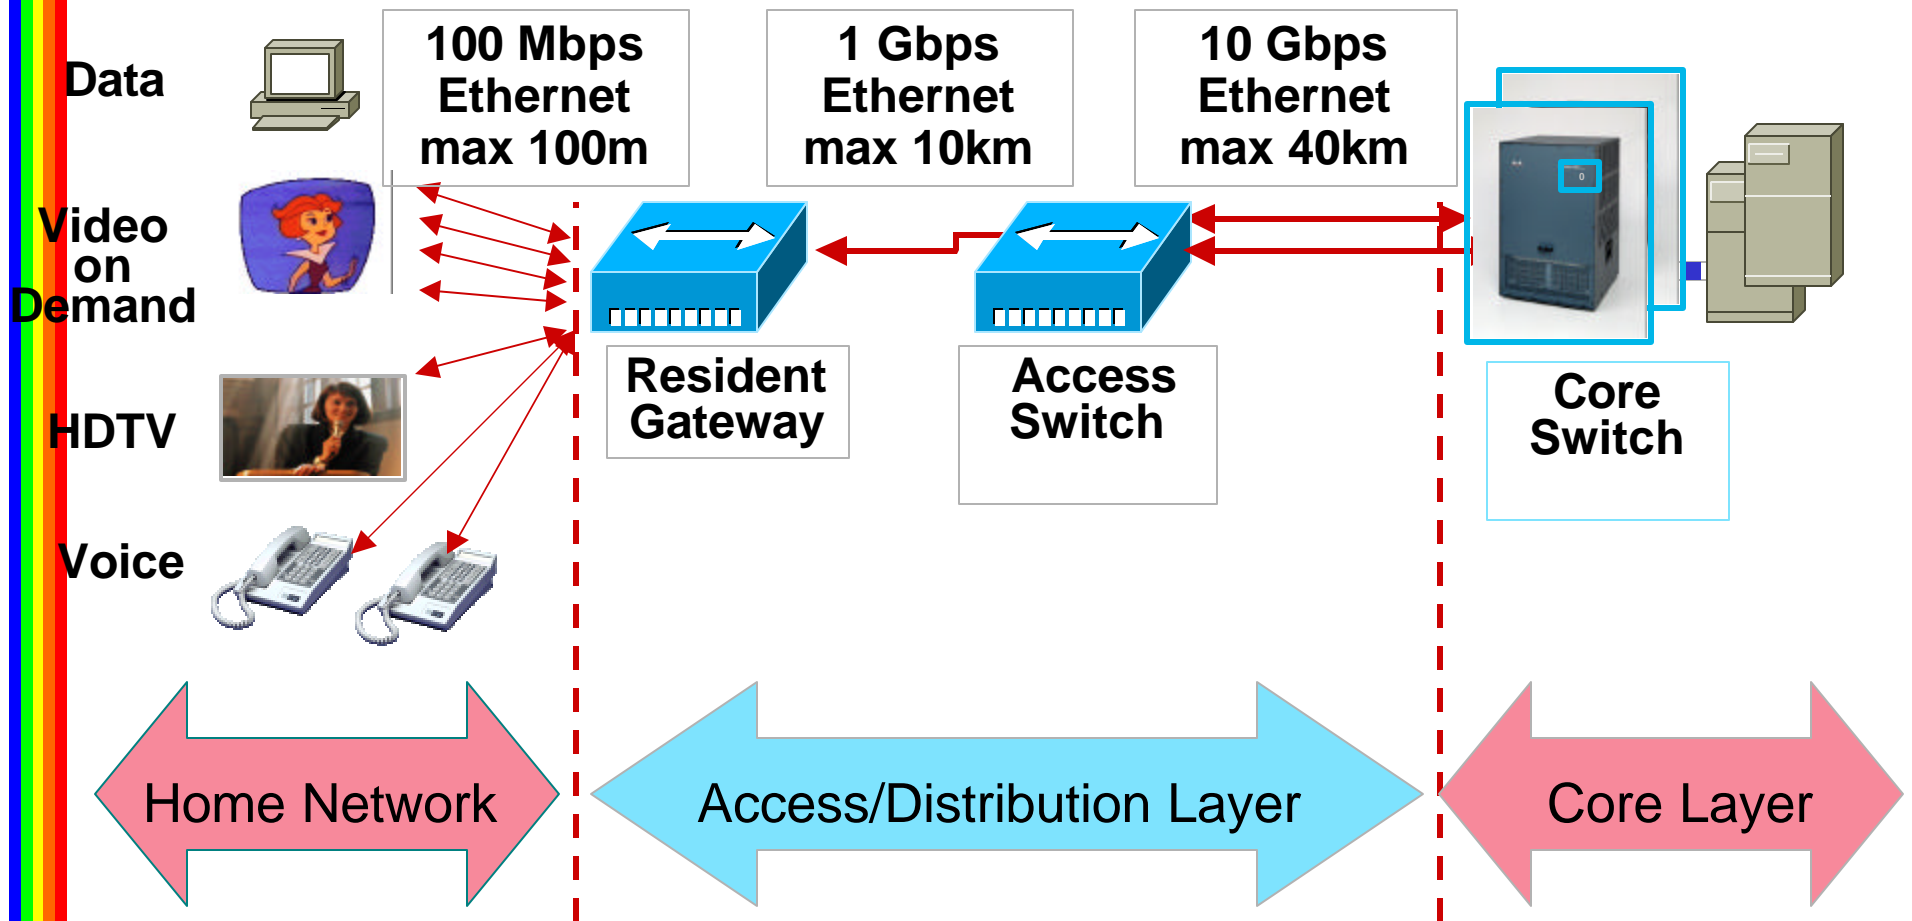 Data
100 Mbps
Ethernet
max 100m
1 Gbps
Ethernet
max 10km
10 Gbps
Ethernet
max 40km
Video
on
Demand
0
Resident
Gateway
Access
Switch
Core
Switch
HDTV
Voice
Home Network
Access/Distribution Layer
Core Layer